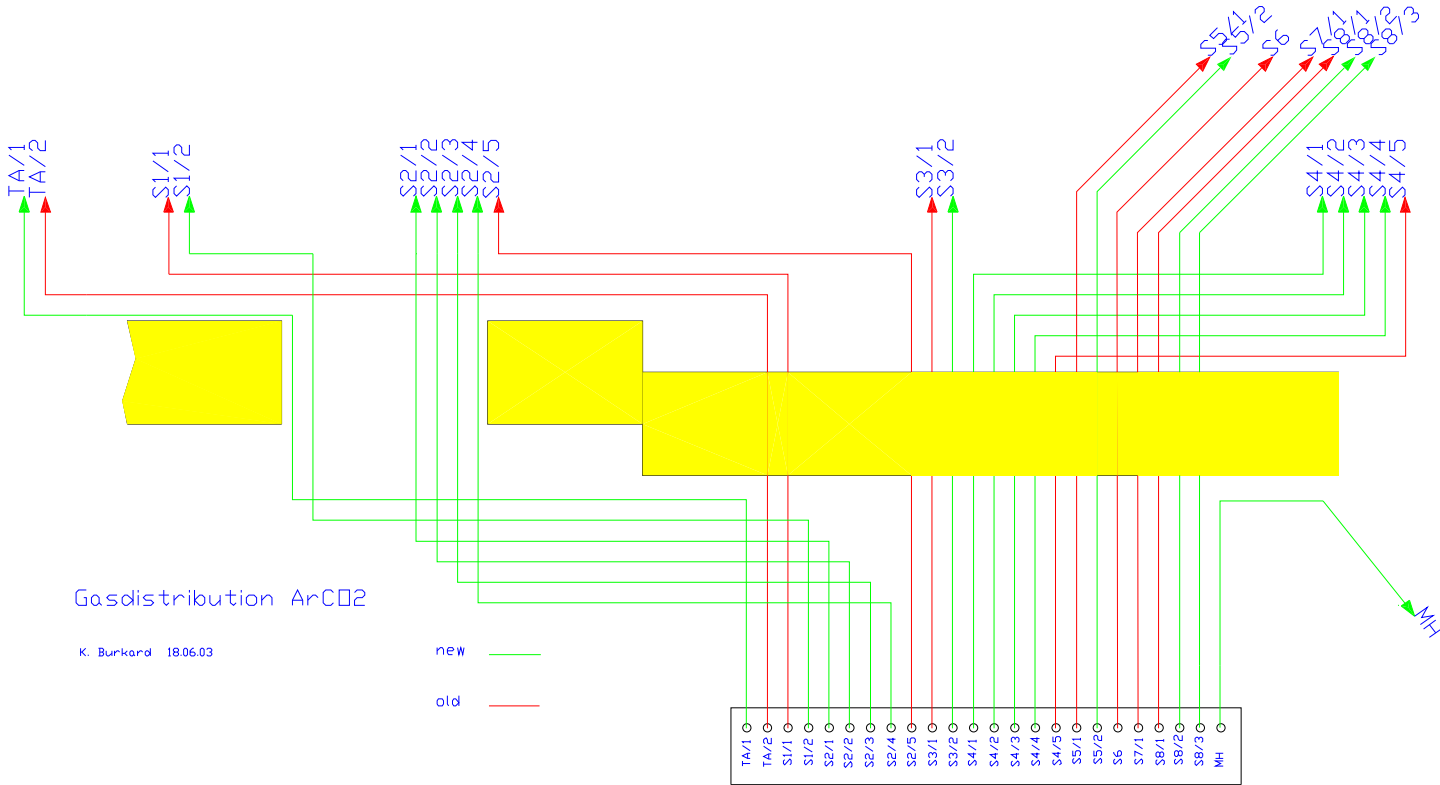 S5/1
S5/2
S6
S7/1
S8/1
S8/2
S8/3
TA/1
TA/2
S1/1
S1/2
S2/1
S2/2
S2/3
S2/4
S2/5
S3/1
S3/2
S4/1
S4/2
S4/3
S4/4
S4/5
Gasdistribution ArCO2
MH
K. Burkard 18.06.03
new
old
TA/1
TA/2
S1/1
S1/2
S2/1
S2/2
S2/3
S2/4
S2/5
S3/1
S3/2
S4/1
S4/2
S4/3
S4/4
S4/5
S5/1
S5/2
S6
S7/1
S8/1
S8/2
S8/3
MH